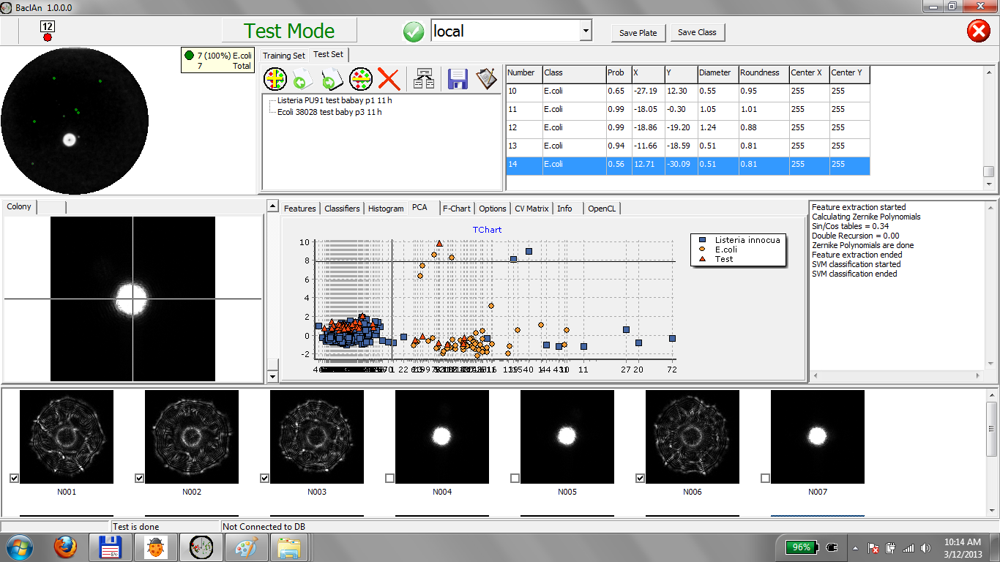 BacIAn 1.0.0.0
12
Test Mode
local
Save Plate
Save Class
7 (100%) E.coli
7 Total
Training Set
Test Set
Listeria PU91 test babay p1 11 h
Ecoli 38028 test baby p3 11 h
Number Class Prob X Y Diameter Roundness Center X Center Y
10 E.coli 0.65 -27.19 12.30 0.55 0.95 255 255
11 E.coli 0.99 -18.05 -0.30 1.05 1.01 255 255
12 E.coli 0.99 -18.86 -19.20 1.24 0.88 255 255
13 E.coli 0.94 -11.66 -18.59 0.51 0.81 255 255
14 E.coli 0.56 12.71 -30.09 0.51 0.81 255 255
Colony
Features Classifiers Histogram PCA F-Chart Options CV Matrix Info OpenCL
TChart
10
8
6
4
2
0
-2
22
11
27 20
72
Listeria innocua
E.coli
Test
Feature extraction started
Calculating Zernike Polynomials
Sin/Cos tables = 0.34
Double Recursion = 0.00
Zernike Polynomials are done
Feature extraction ended
SVM classification started
SVM classification ended
N001
N002
N003
N004
N005
N006
N007
Test is done
Not Connected to DB
64
96%
10:14 AM
3/12/2013